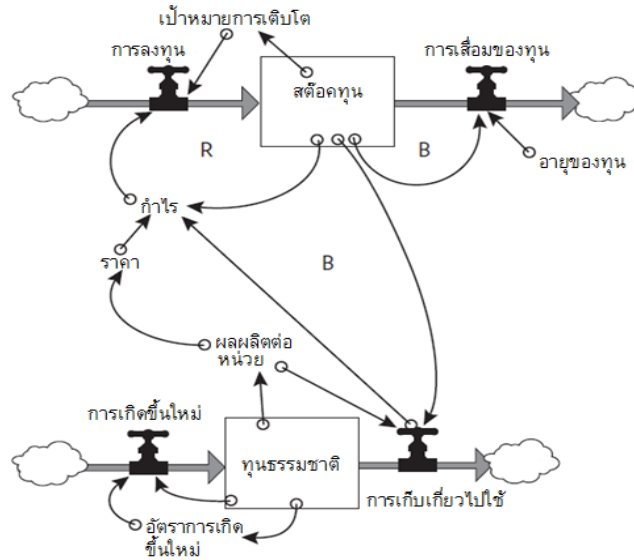 เป้าหมายการเติบโต
การลงทุน
การเสื่อมของทุน
สต๊อคทุน
R
B
อายุของทุน
กำไร
ราคา
B
ผลผลิตต่อ
หน่วย
การเกิดขึ้นใหม่
ทุนธรรมชาติ
การเก็บเกี่ยวไปใช้
อัตราการเกิด
ขึ้นใหม่